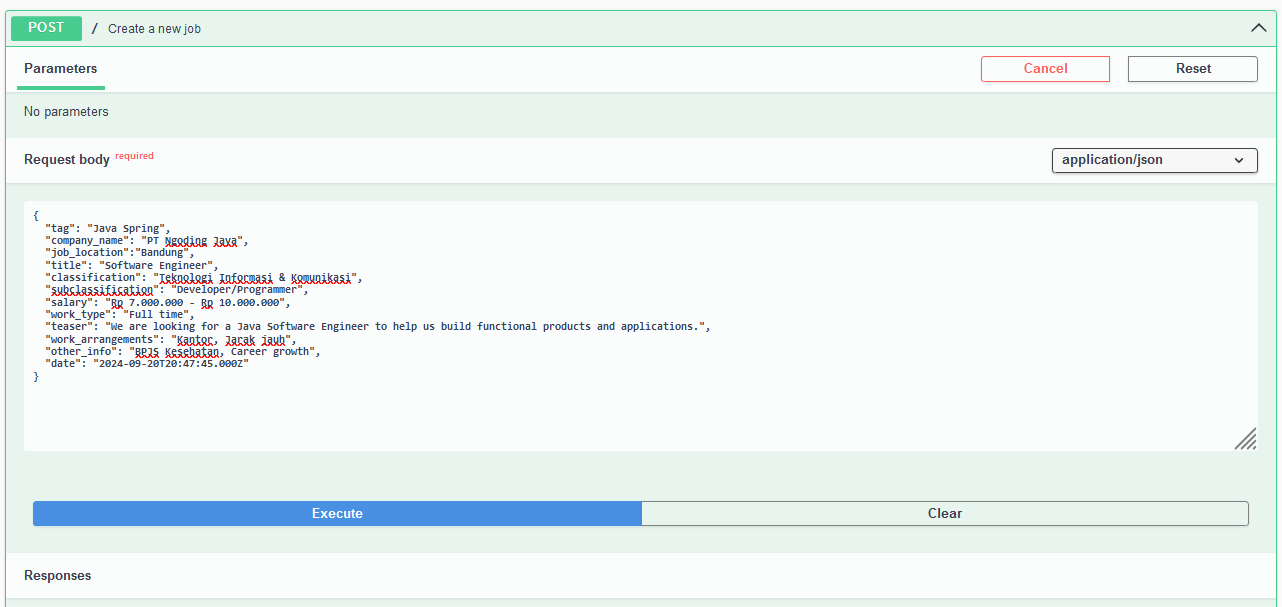 POST / Create a new job
Parameters
Cancel
Reset
No parameters
Request body required
application/json
{
  "tag": "Java Spring",
  "company_name": "PT Ngoding Java",
  "job_location":"Bandung",
  "title": "Software Engineer",
  "classification": "Teknologi Informasi & Komunikasi",
  "subclassification": "Developer/Programmer",
  "salary": "Rp 7.000.000 - Rp 10.000.000",
  "work_type": "Full time",
  "teaser": "We are looking for a Java Software Engineer to help us build functional products and applications.",
  "work_arrangements": "Kantor, Jarak jauh",
  "other_info": "BPJS Kesehatan, Career growth",
  "date": "2024-09-20T20:47:45.000Z"
}
Execute
Clear
Responses